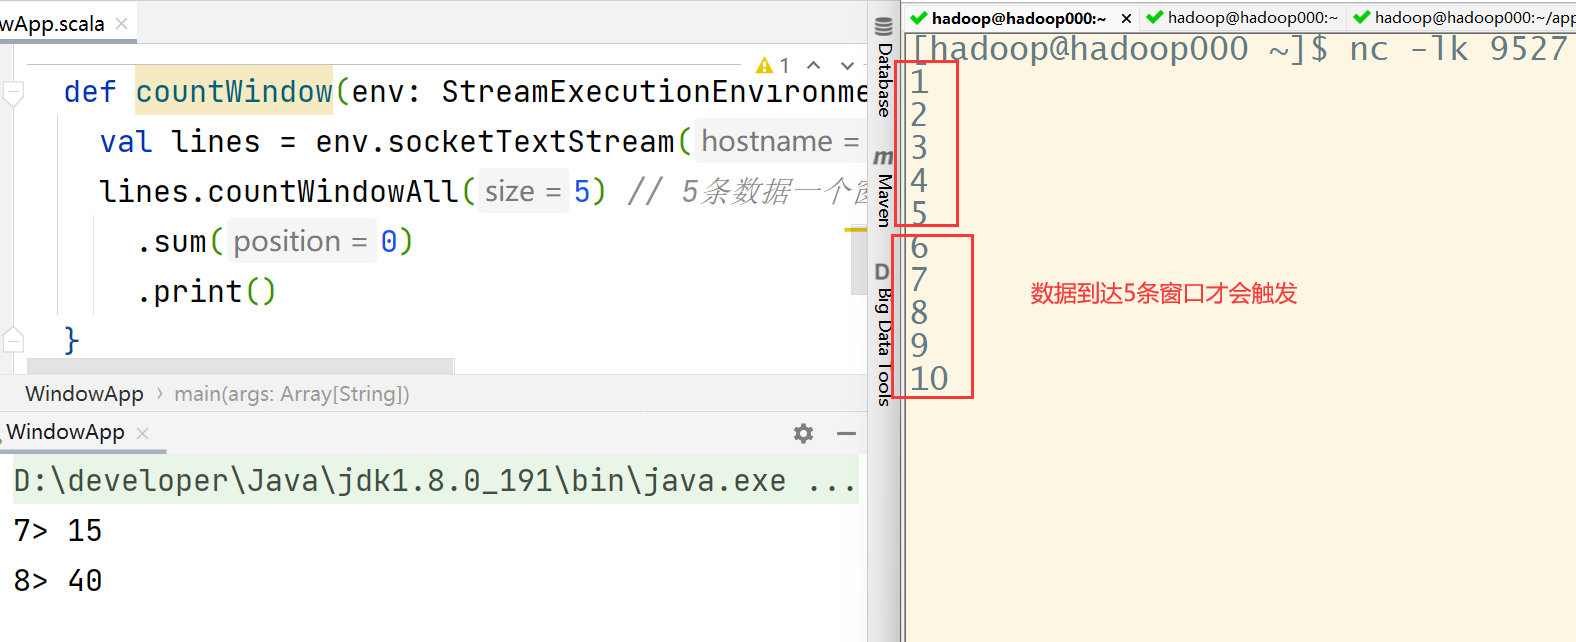 wApp.scala
1
def countWindow(env: StreamExecutionEnvironme
val lines = env.socketTextStream( hostname =
lines.countWindowAll( size = 5) // 5条数据一个
.sum( position = 0)
.print()
}
WindowApp › main(args: Array[String])
WindowApp
D:\developer\Java\jdk1.8.0_191\bin\java.exe ...
7> 15
8> 40
Database
m Maven
D Big Data Tools
hadoop@hadoop000:~ × hadoop@hadoop000:~ hadoop@hadoop000:~/app
[hadoop@hadoop000 ~]$ nc -lk 9527
1
2
3
4
5
6
7
8
9
10
数据到达5条窗口才会触发